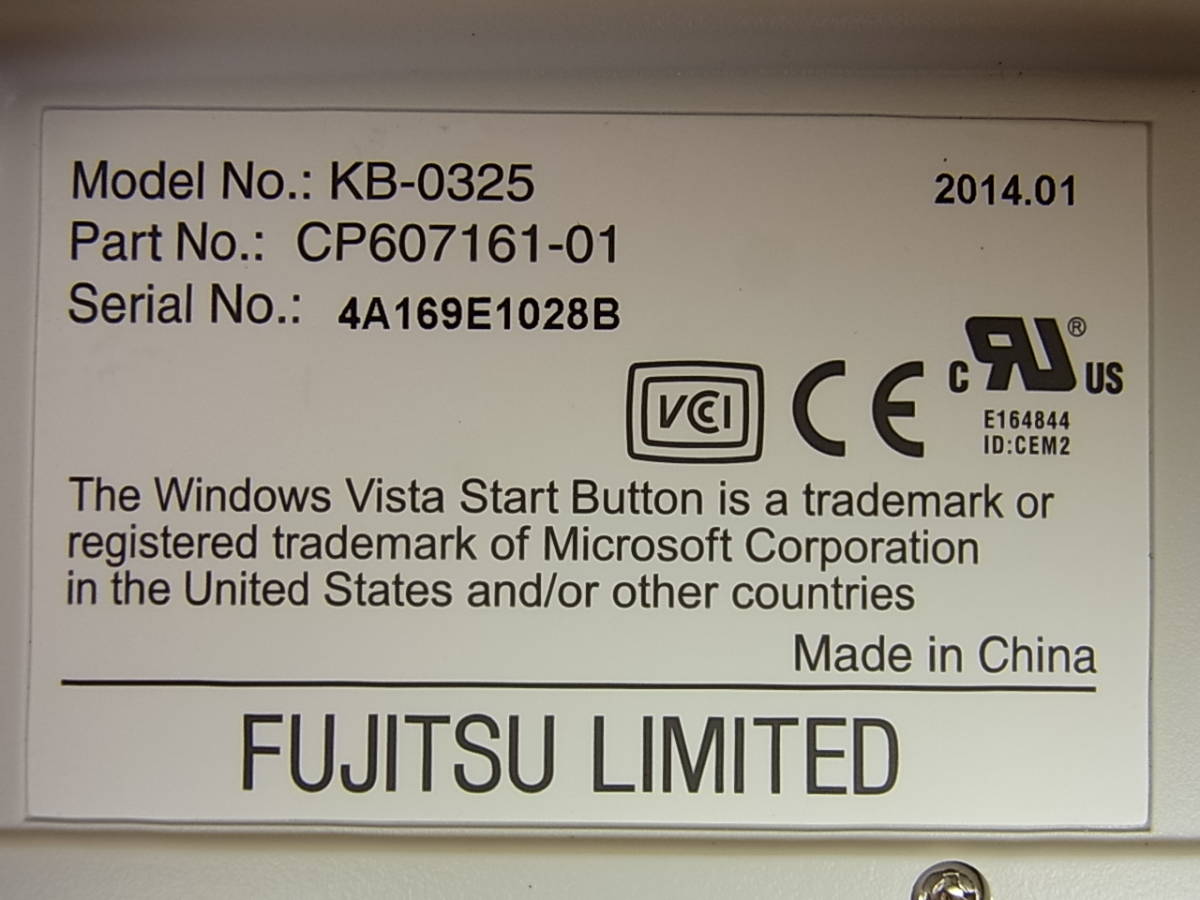 Model No.: KB-0325 2014.01
Part No.: CP607161-01
Serial No.: 4A169E1028B
VCCI CE C RU® US
E164844
ID:CEM2
The Windows Vista Start Button is a trademark or
registered trademark of Microsoft Corporation
in the United States and/or other countries
Made in China
FUJITSU LIMITED